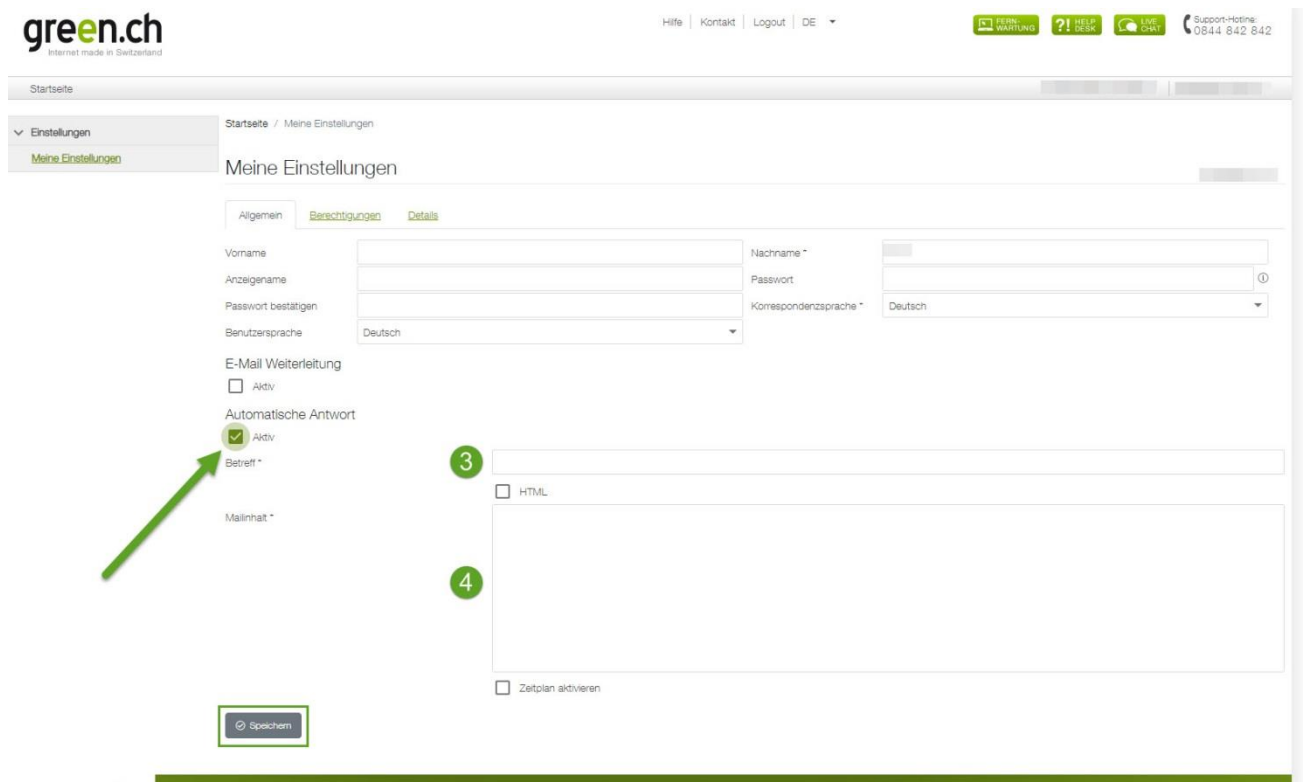 green.ch
Internet made in Switzerland
Hilfe | Kontakt | Logout | DE
FERN-
WARTUNG
?! HELP
DESK
LIVE
CHAT
Support-Hotline:
0844 842 842
Startseite
Einstellungen
Meine Einstellungen
Startseite / Meine Einstellungen
Meine Einstellungen
Allgemein Berechtigungen Details
Vorname Nachname *
Anzeigename Passwort
Passwort bestätigen Korrespondenzsprache * Deutsch
Benutzersprache Deutsch
E-Mail Weiterleitung
Aktiv
Automatische Antwort
Aktiv
Betreff * 3
HTML
Mailinhalt *
4
Zeitplan aktivieren
Speichern